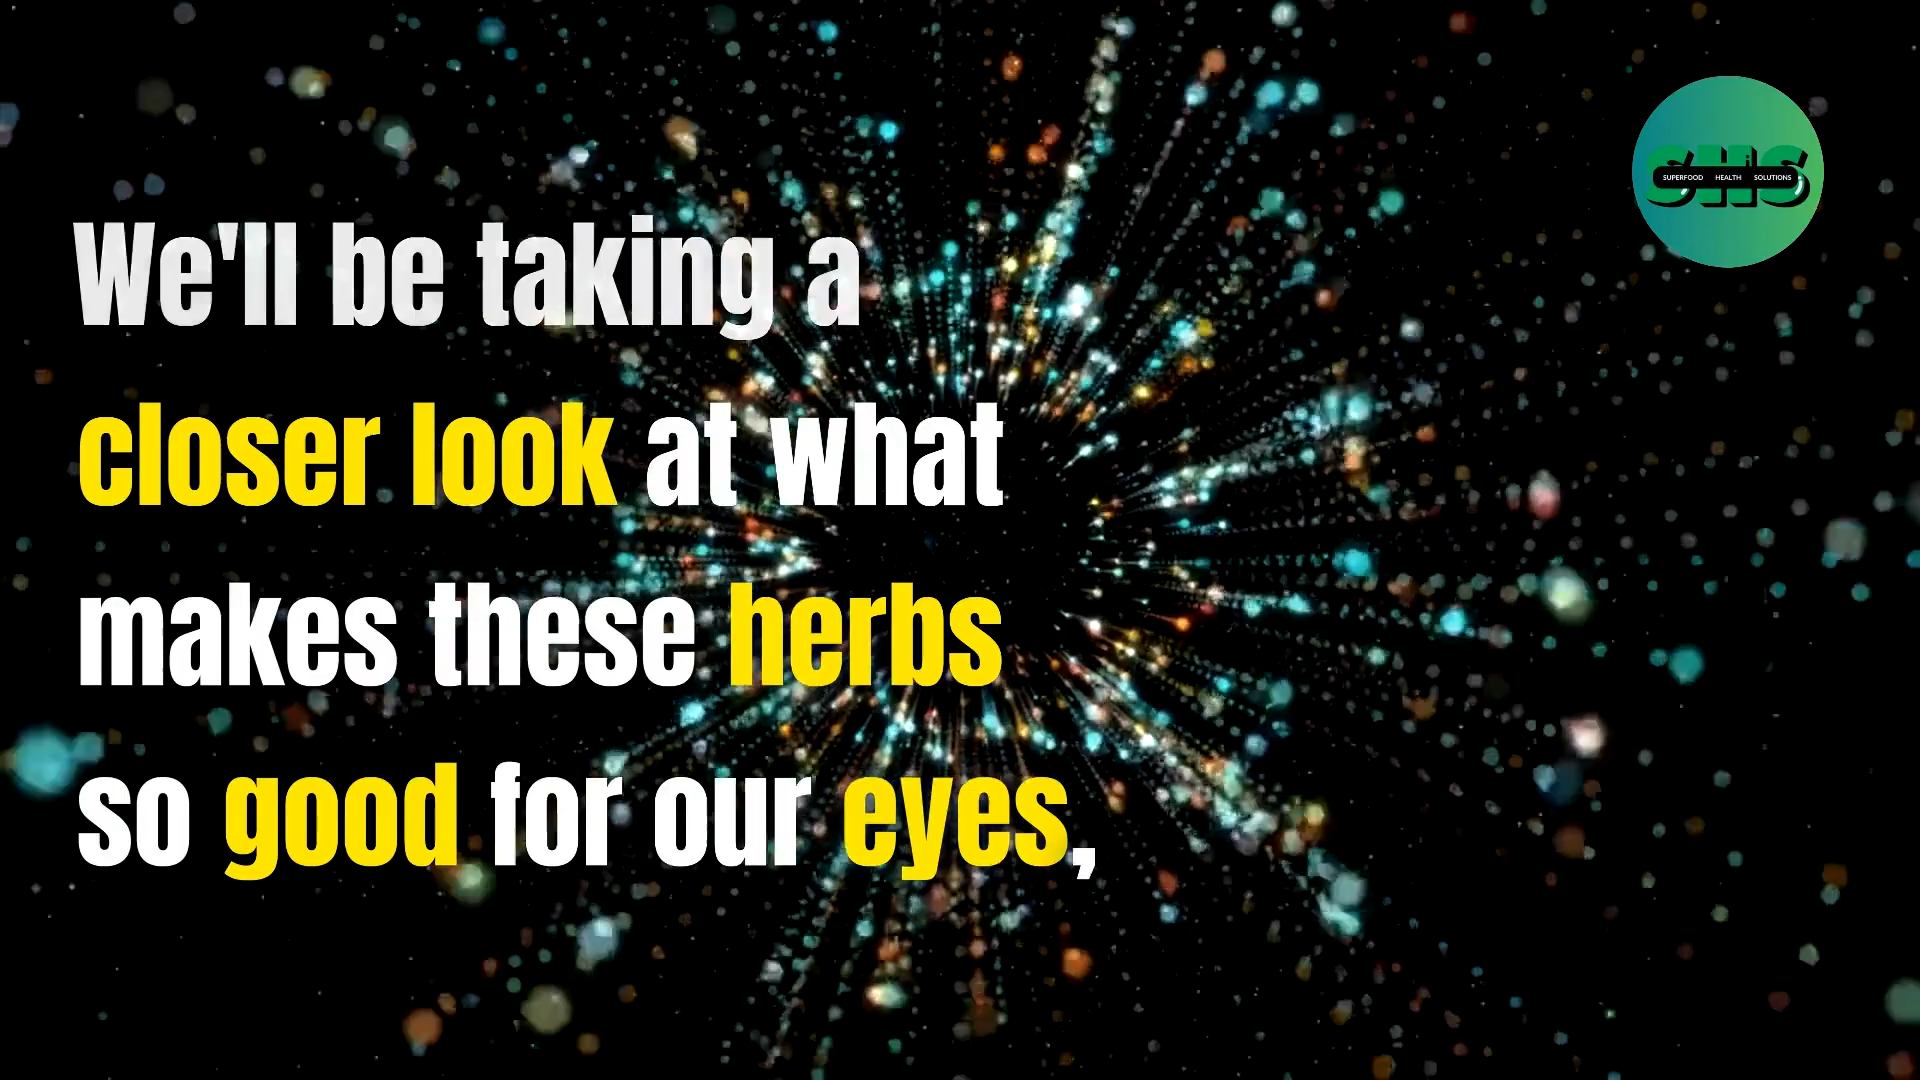 We'll be taking a
closer look at what
makes these herbs
so good for our eyes,
SHS
SUPERFOOD HEALTH SOLUTIONS